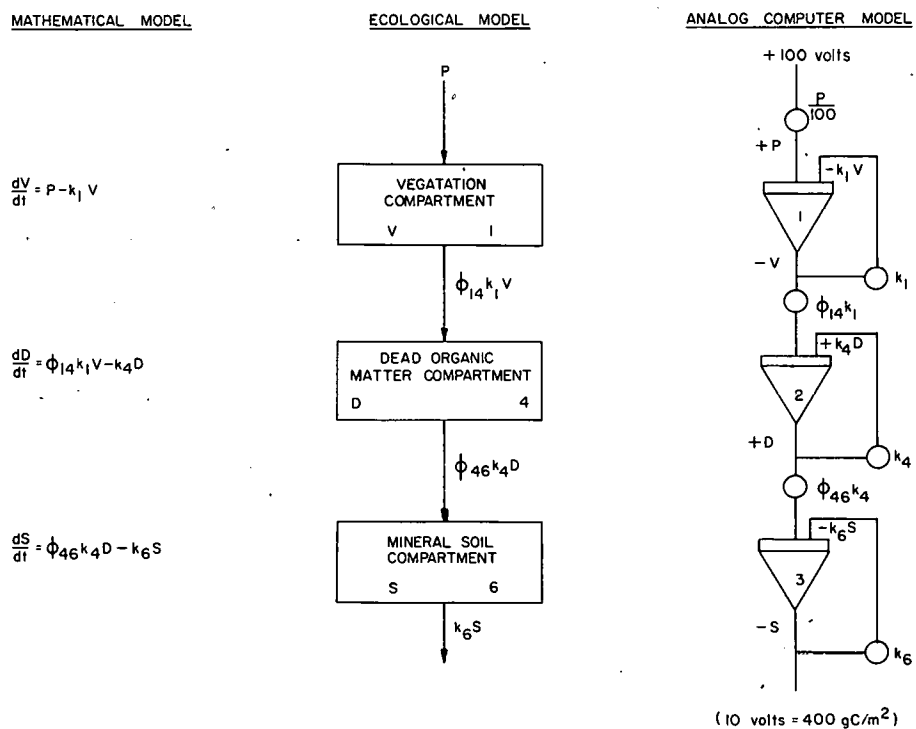 MATHEMATICAL MODEL
dV/dt = P - k₁V
dD/dt = ϕ₁₄k₁V - k₄D
dS/dt = ϕ₄₆k₄D - k₆S
ECOLOGICAL MODEL
P
VEGATATION
COMPARTMENT
V 1
ϕ₁₄k₁V
DEAD ORGANIC
MATTER COMPARTMENT
D 4
ϕ₄₆k₄D
MINERAL SOIL
COMPARTMENT
S 6
k₆S
ANALOG COMPUTER MODEL
+100 volts
P/100
+P
-k₁V
1
-V
k₁
ϕ₁₄k₁
+k₄D
2
+D
k₄
ϕ₄₆k₄
-k₆S
3
-S
k₆
(10 volts = 400 gC/m²)